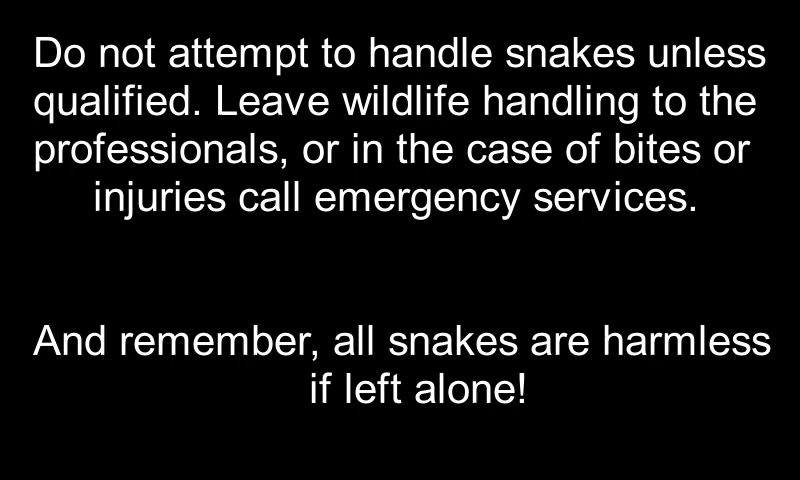 Do not attempt to handle snakes unless
qualified. Leave wildlife handling to the
professionals, or in the case of bites or
injuries call emergency services.
And remember, all snakes are harmless
if left alone!